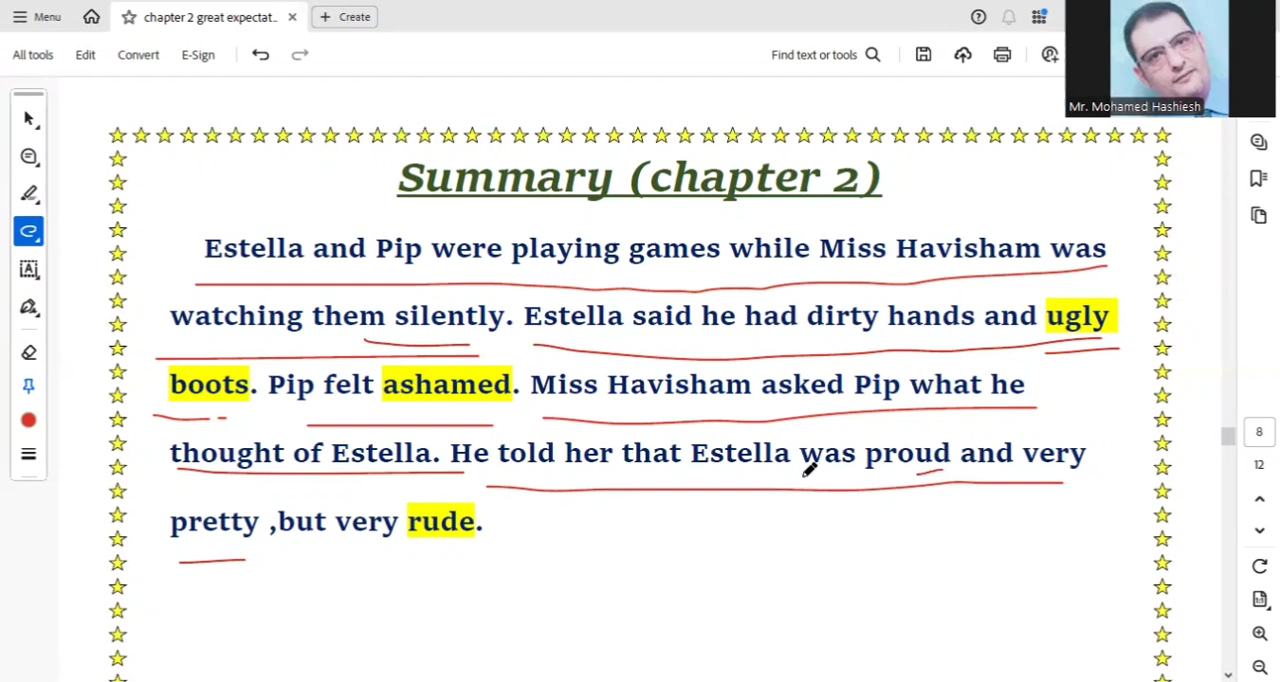 Menu
chapter 2 great expectat...
Create
All tools Edit Convert E-Sign
Find text or tools
Mr. Mohamed Hashiesh
Summary (chapter 2)
Estella and Pip were playing games while Miss Havisham was
watching them silently. Estella said he had dirty hands and ugly
boots. Pip felt ashamed. Miss Havisham asked Pip what he
thought of Estella. He told her that Estella was proud and very
pretty ,but very rude.
8
12